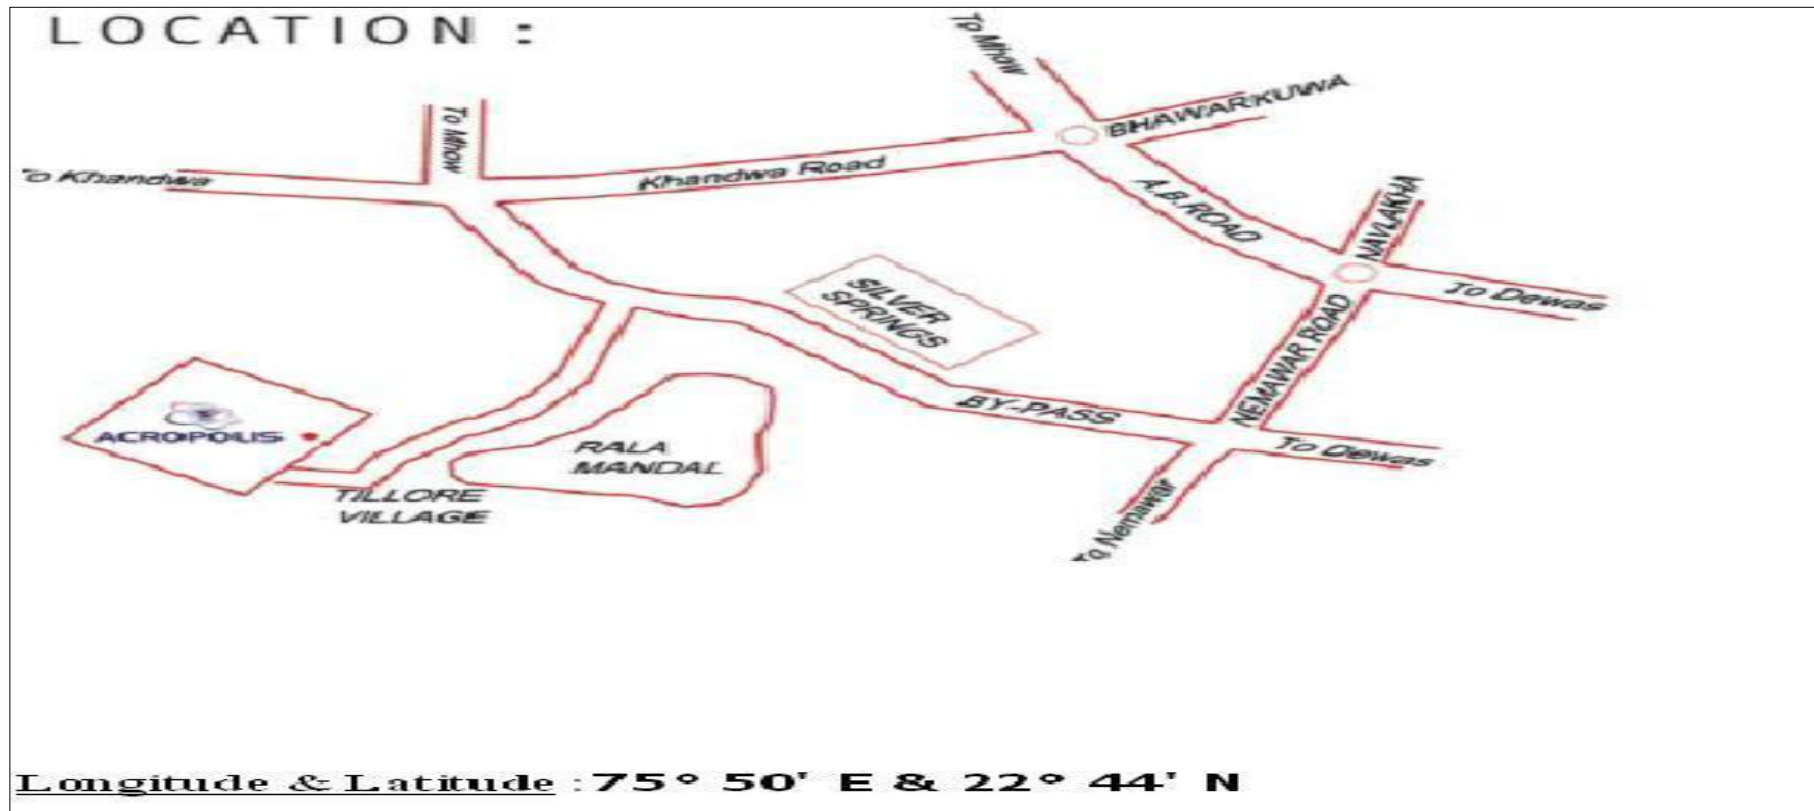 LOCATION :
To Mhow
BHAWARKUWA
To Mhow
To Khandwa
Khandwa Road
A.B.ROAD
NAVLAKHA
SILVER
SPRINGS
To Dewas
NEMAWAR ROAD
BY-PASS
ACROPOLIS
RALA
MANDAL
To Dewas
TILLORE
VILLAGE
To Nemawar
Longitude & Latitude : 75° 50' E & 22° 44' N